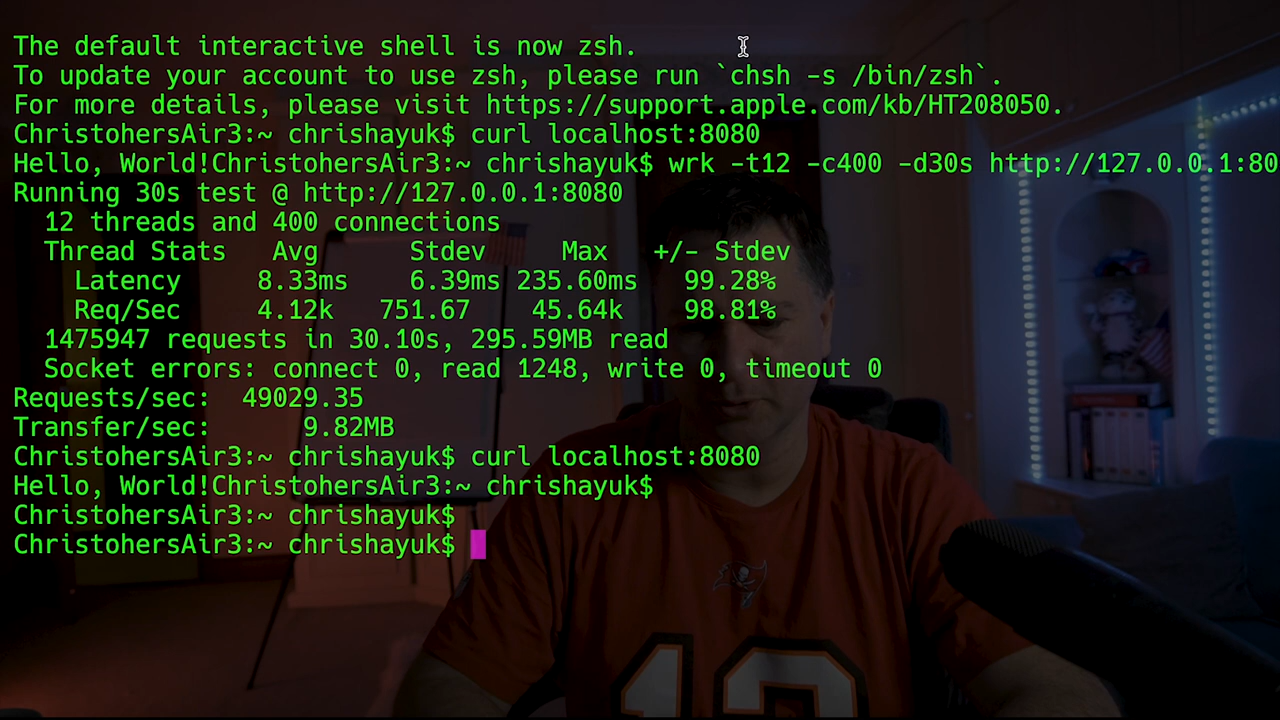 The default interactive shell is now zsh.
To update your account to use zsh, please run `chsh -s /bin/zsh`.
For more details, please visit https://support.apple.com/kb/HT208050.
ChristohersAir3:~ chrishayuk$ curl localhost:8080
Hello, World!ChristohersAir3:~ chrishayuk$ wrk -t12 -c400 -d30s http://127.0.0.1:80
Running 30s test @ http://127.0.0.1:8080
  12 threads and 400 connections
  Thread Stats   Avg      Stdev     Max   +/- Stdev
    Latency     8.33ms    6.39ms 235.60ms   99.28%
    Req/Sec     4.12k   751.67    45.64k    98.81%
  1475947 requests in 30.10s, 295.59MB read
  Socket errors: connect 0, read 1248, write 0, timeout 0
Requests/sec:  49029.35
Transfer/sec:      9.82MB
ChristohersAir3:~ chrishayuk$ curl localhost:8080
Hello, World!ChristohersAir3:~ chrishayuk$
ChristohersAir3:~ chrishayuk$
ChristohersAir3:~ chrishayuk$
12